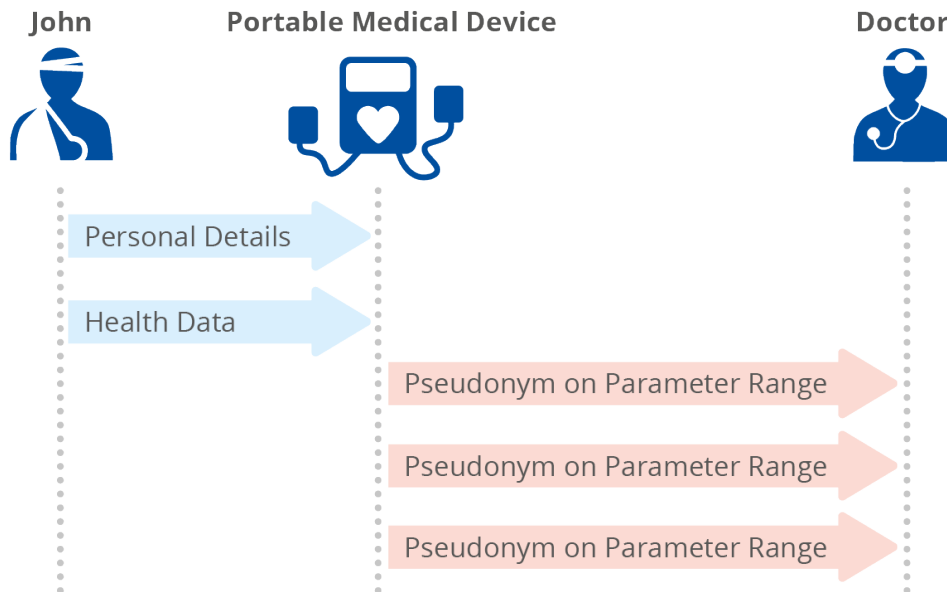 John
Portable Medical Device
Doctor
Personal Details
Health Data
Pseudonym on Parameter Range
Pseudonym on Parameter Range
Pseudonym on Parameter Range